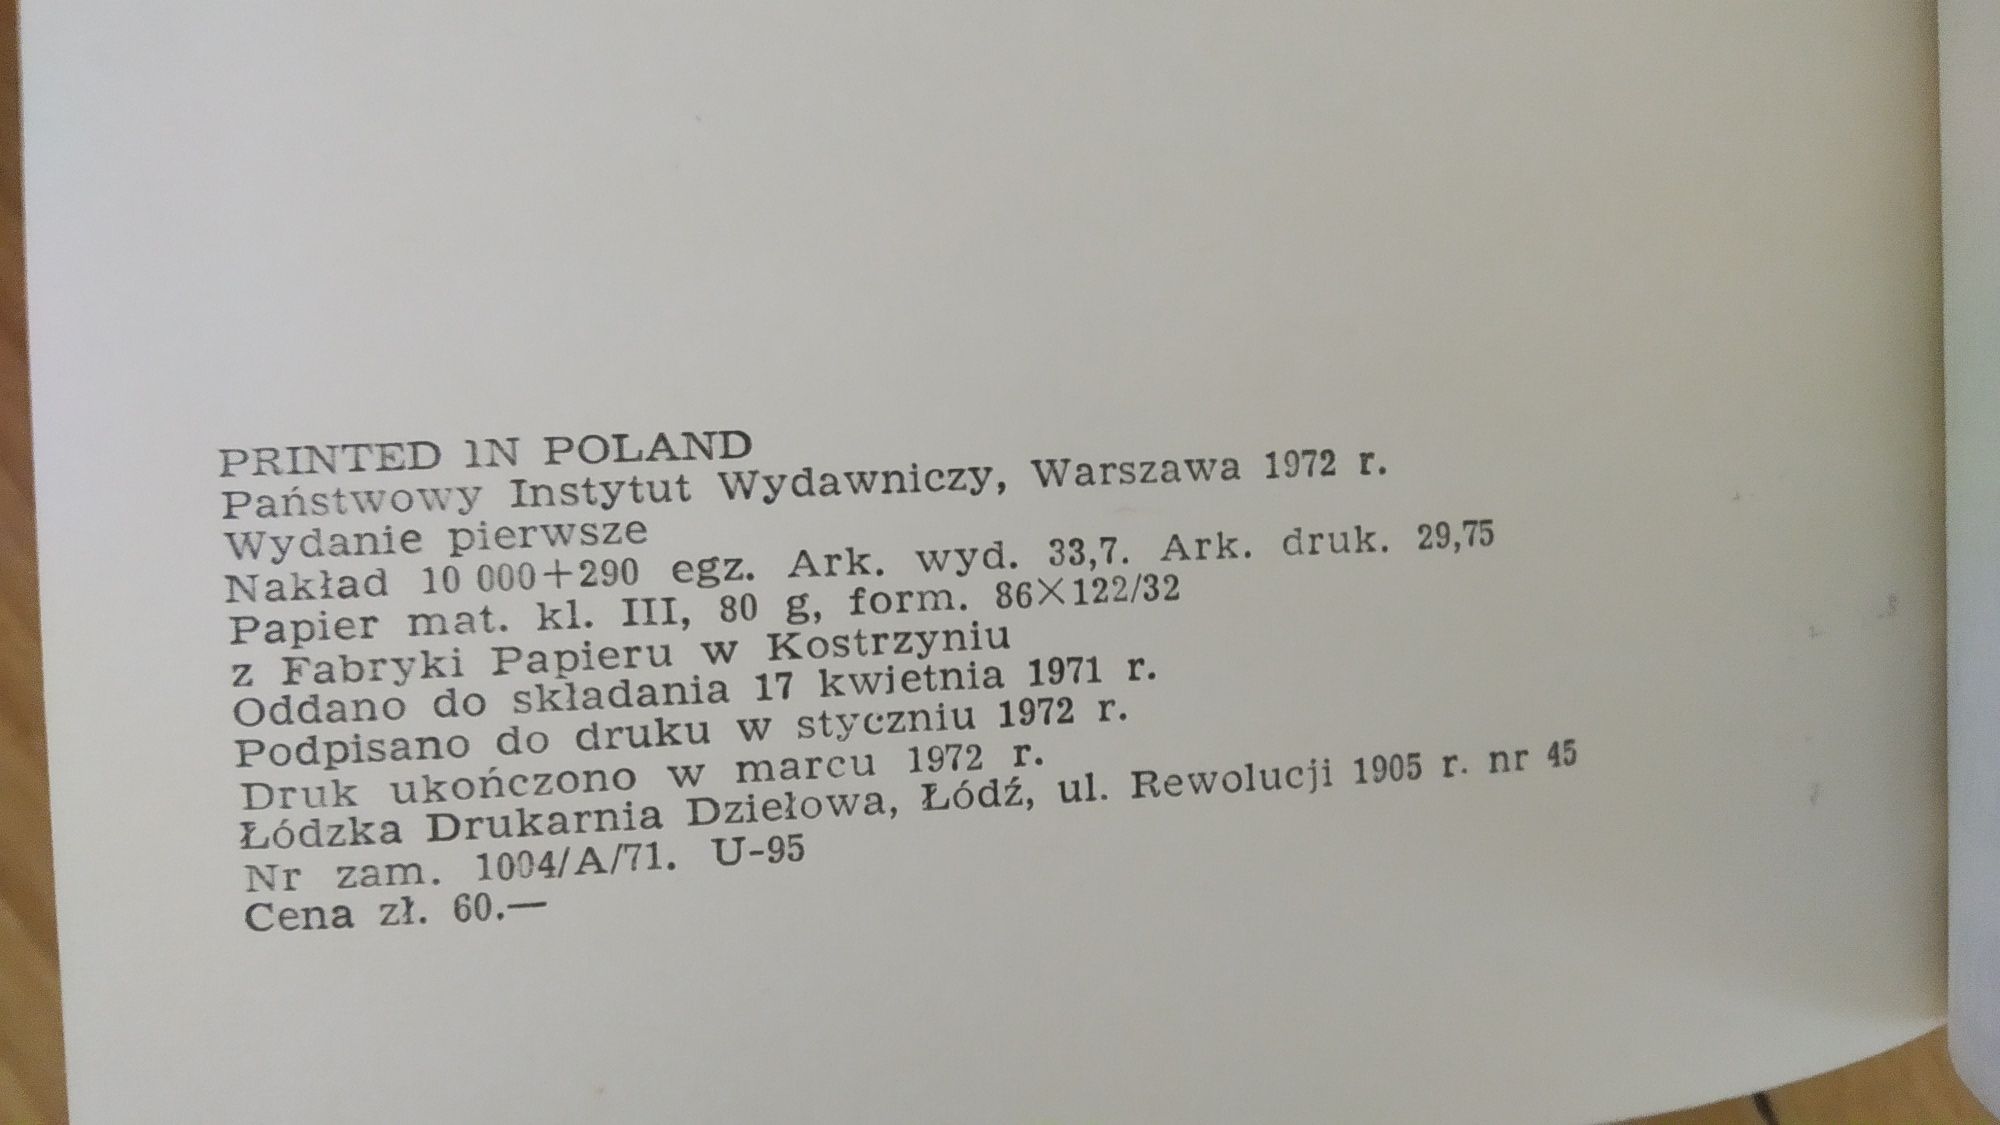 PRINTED IN POLAND
Państwowy Instytut Wydawniczy, Warszawa 1972 r.
Wydanie pierwsze
Nakład 10 000+290 egz. Ark. wyd. 33,7. Ark. druk. 29,75
Papier mat. kl. III, 80 g, form. 86×122/32
z Fabryki Papieru w Kostrzyniu
Oddano do składania 17 kwietnia 1971 r.
Podpisano do druku w styczniu 1972 r.
Druk ukończono w marcu 1972 r.
Łódzka Drukarnia Dziełowa, Łódź, ul. Rewolucji 1905 r. nr 45
Nr zam. 1004/A/71. U-95
Cena zł. 60.—